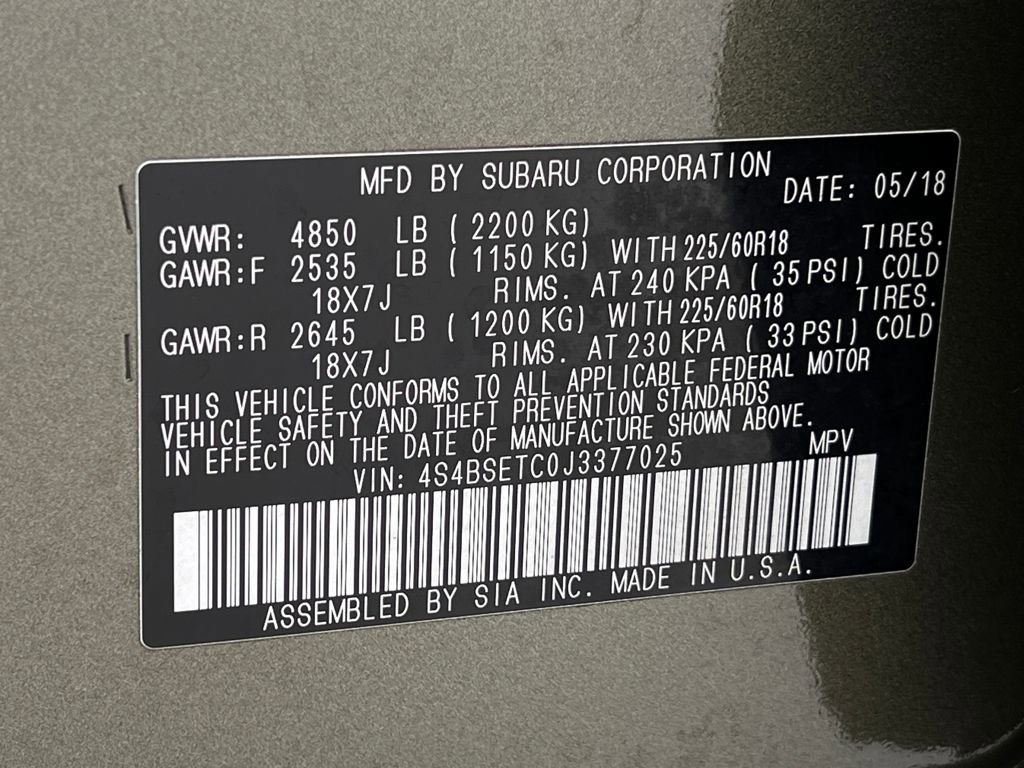 MFD BY SUBARU CORPORATION DATE: 05/18
GVWR: 4850 LB ( 2200 KG)
GAWR:F 2535 LB ( 1150 KG) WITH 225/60R18 TIRES.
18X7J RIMS. AT 240 KPA ( 35 PSI) COLD
GAWR:R 2645 LB ( 1200 KG) WITH 225/60R18 TIRES.
18X7J RIMS. AT 230 KPA ( 33 PSI) COLD
THIS VEHICLE CONFORMS TO ALL APPLICABLE FEDERAL MOTOR
VEHICLE SAFETY AND THEFT PREVENTION STANDARDS
IN EFFECT ON THE DATE OF MANUFACTURE SHOWN ABOVE.
VIN: 4S4BSETC0J3377025 MPV
ASSEMBLED BY SIA INC. MADE IN U.S.A.